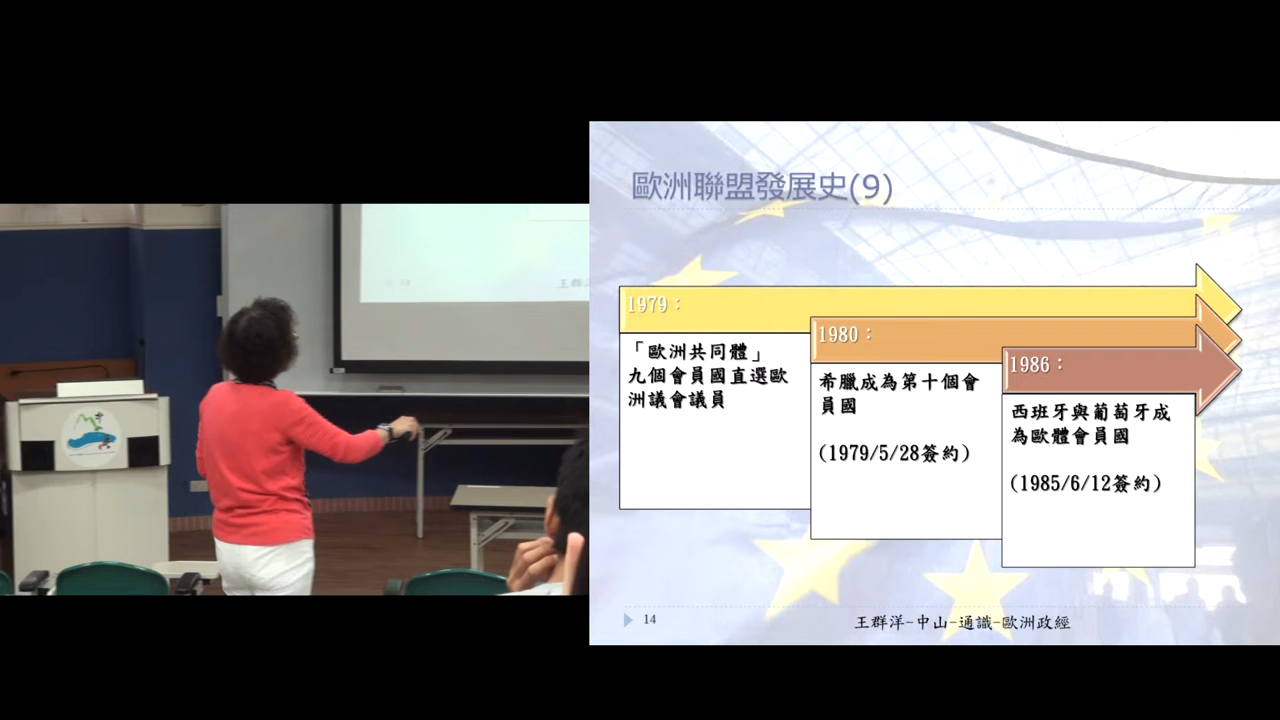 歐洲聯盟發展史(9)
1979：
「歐洲共同體」
九個會員國直選歐
洲議會議員
1980：
希臘成為第十個會
員國
(1979/5/28簽約)
1986：
西班牙與葡萄牙成
為歐體會員國
(1985/6/12簽約)
14
王群洋-中山-通識-歐洲政經